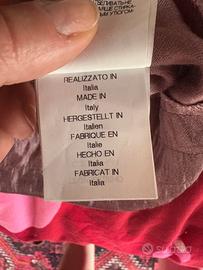 REALIZZATO IN
Italia
MADE IN
Italy
HERGESTELLT IN
Italien
FABRIQUE EN
Italie
HECHO EN
Italia
FABRICAT IN
Italia